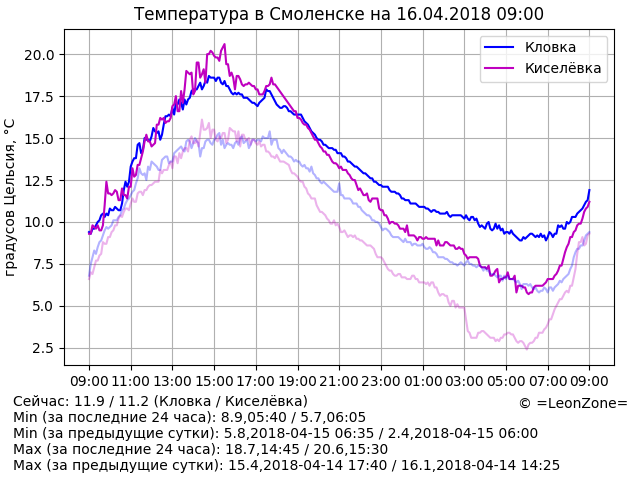 Температура в Смоленске на 16.04.2018 09:00
градусов Цельсия, °C
20.0
17.5
15.0
12.5
10.0
7.5
5.0
2.5
Кловка
Киселёвка
09:00 11:00 13:00 15:00 17:00 19:00 21:00 23:00 01:00 03:00 05:00 07:00 09:00
Сейчас: 11.9 / 11.2 (Кловка / Киселёвка)
© =LeonZone=
Min (за последние 24 часа): 8.9,05:40 / 5.7,06:05
Min (за предыдущие сутки): 5.8,2018-04-15 06:35 / 2.4,2018-04-15 06:00
Max (за последние 24 часа): 18.7,14:45 / 20.6,15:30
Max (за предыдущие сутки): 15.4,2018-04-14 17:40 / 16.1,2018-04-14 14:25